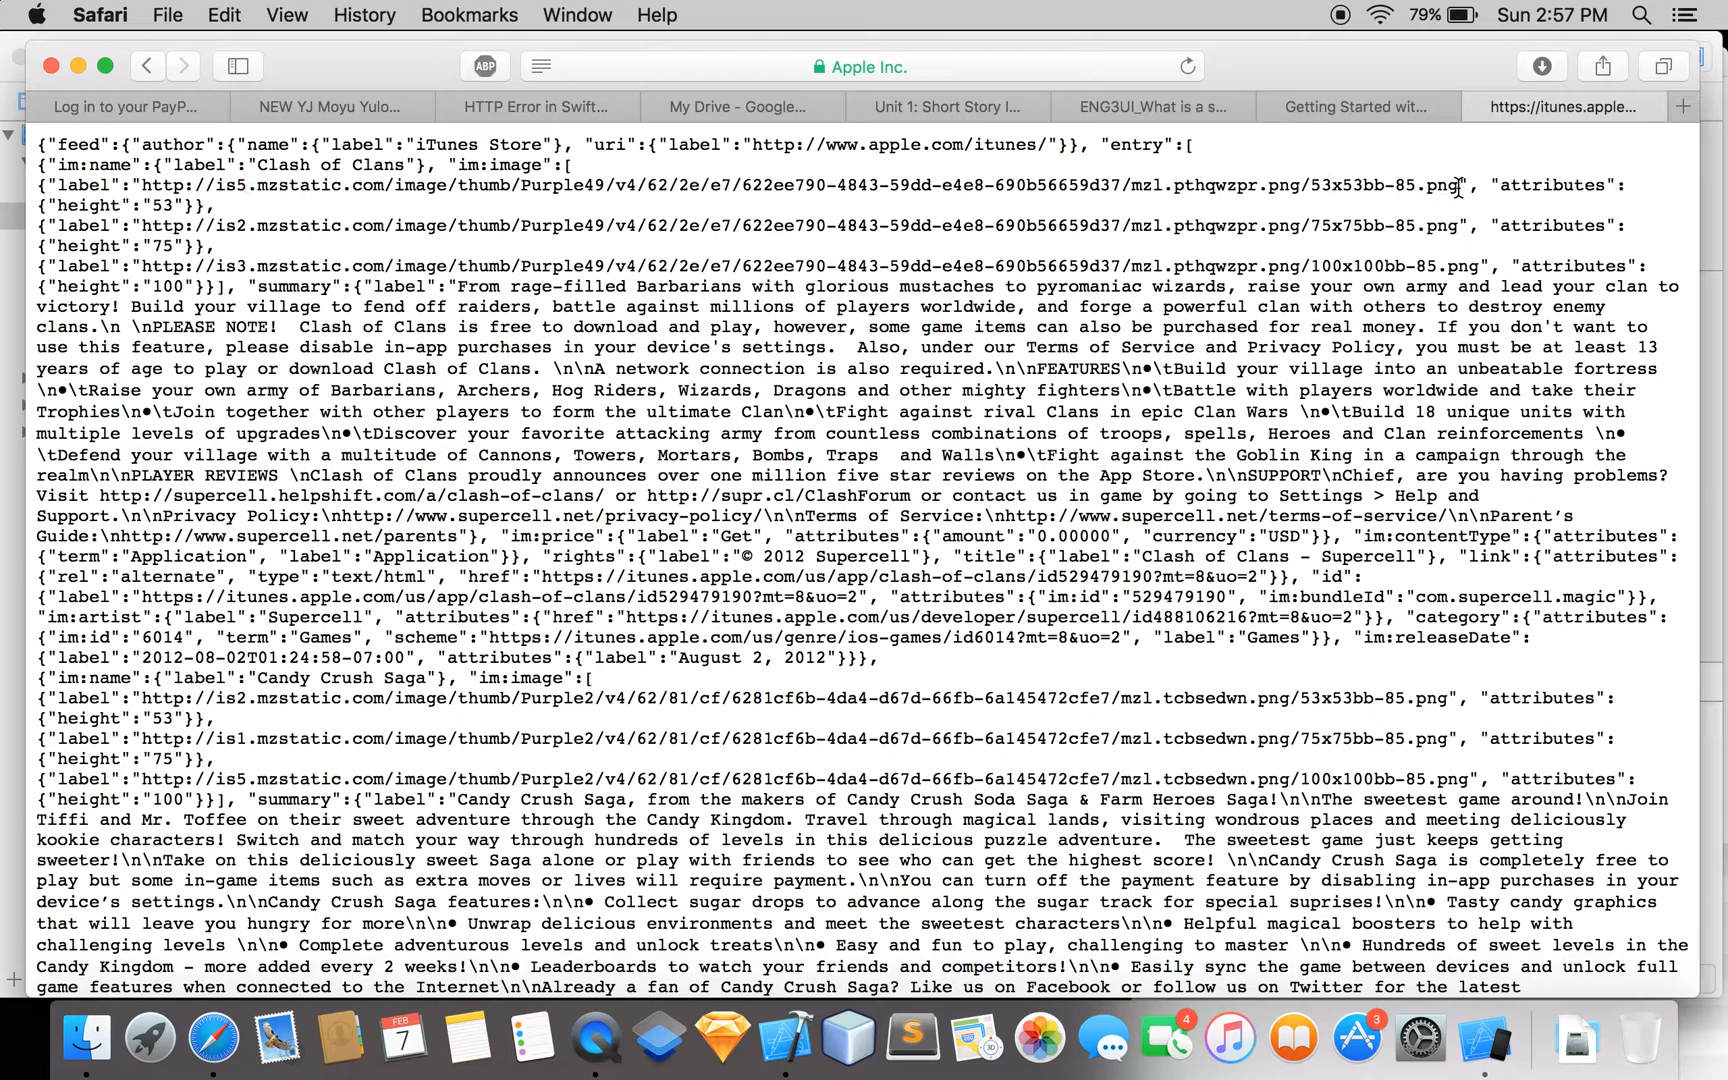 Safari File Edit View History Bookmarks Window Help 79% Sun 2:57 PM
ABP Apple Inc.
Log in to your PayP... NEW YJ Moyu Yulo... HTTP Error in Swift... My Drive - Google... Unit 1: Short Story I... ENG3UI_What is a s... Getting Started wit... https://itunes.apple... +
{"feed":{"author":{"name":{"label":"iTunes Store"}, "uri":{"label":"http://www.apple.com/itunes/"}}, "entry":[
{"im:name":{"label":"Clash of Clans"}, "im:image":[
{"label":"http://is5.mzstatic.com/image/thumb/Purple49/v4/62/2e/e7/622ee790-4843-59dd-e4e8-690b56659d37/mzl.pthqwzpr.png/53x53bb-85.png", "attributes":
{"height":"53"}},
{"label":"http://is2.mzstatic.com/image/thumb/Purple49/v4/62/2e/e7/622ee790-4843-59dd-e4e8-690b56659d37/mzl.pthqwzpr.png/75x75bb-85.png", "attributes":
{"height":"75"}},
{"label":"http://is3.mzstatic.com/image/thumb/Purple49/v4/62/2e/e7/622ee790-4843-59dd-e4e8-690b56659d37/mzl.pthqwzpr.png/100x100bb-85.png", "attributes":
{"height":"100"}}], "summary":{"label":"From rage-filled Barbarians with glorious mustaches to pyromaniac wizards, raise your own army and lead your clan to
victory! Build your village to fend off raiders, battle against millions of players worldwide, and forge a powerful clan with others to destroy enemy
clans.\n \nPLEASE NOTE!  Clash of Clans is free to download and play, however, some game items can also be purchased for real money. If you don't want to
use this feature, please disable in-app purchases in your device's settings.  Also, under our Terms of Service and Privacy Policy, you must be at least 13
years of age to play or download Clash of Clans. \n\nA network connection is also required.\n\nFEATURES\n●\tBuild your village into an unbeatable fortress
\n●\tRaise your own army of Barbarians, Archers, Hog Riders, Wizards, Dragons and other mighty fighters\n●\tBattle with players worldwide and take their
Trophies\n●\tJoin together with other players to form the ultimate Clan\n●\tFight against rival Clans in epic Clan Wars \n●\tBuild 18 unique units with
multiple levels of upgrades\n●\tDiscover your favorite attacking army from countless combinations of troops, spells, Heroes and Clan reinforcements \n●
\tDefend your village with a multitude of Cannons, Towers, Mortars, Bombs, Traps  and Walls\n●\tFight against the Goblin King in a campaign through the
realm\n\nPLAYER REVIEWS \nClash of Clans proudly announces over one million five star reviews on the App Store.\n\nSUPPORT\nChief, are you having problems?
Visit http://supercell.helpshift.com/a/clash-of-clans/ or http://supr.cl/ClashForum or contact us in game by going to Settings > Help and
Support.\n\nPrivacy Policy:\nhttp://www.supercell.net/privacy-policy/\n\nTerms of Service:\nhttp://www.supercell.net/terms-of-service/\n\nParent’s
Guide:\nhttp://www.supercell.net/parents"}, "im:price":{"label":"Get", "attributes":{"amount":"0.00000", "currency":"USD"}}, "im:contentType":{"attributes":
{"term":"Application", "label":"Application"}}, "rights":{"label":"© 2012 Supercell"}, "title":{"label":"Clash of Clans - Supercell"}, "link":{"attributes":
{"rel":"alternate", "type":"text/html", "href":"https://itunes.apple.com/us/app/clash-of-clans/id529479190?mt=8&uo=2"}}, "id":
{"label":"https://itunes.apple.com/us/app/clash-of-clans/id529479190?mt=8&uo=2", "attributes":{"im:id":"529479190", "im:bundleId":"com.supercell.magic"}},
"im:artist":{"label":"Supercell", "attributes":{"href":"https://itunes.apple.com/us/developer/supercell/id488106216?mt=8&uo=2"}}, "category":{"attributes":
{"im:id":"6014", "term":"Games", "scheme":"https://itunes.apple.com/us/genre/ios-games/id6014?mt=8&uo=2", "label":"Games"}}, "im:releaseDate":
{"label":"2012-08-02T01:24:58-07:00", "attributes":{"label":"August 2, 2012"}}},
{"im:name":{"label":"Candy Crush Saga"}, "im:image":[
{"label":"http://is2.mzstatic.com/image/thumb/Purple2/v4/62/81/cf/6281cf6b-4da4-d67d-66fb-6a145472cfe7/mzl.tcbsedwn.png/53x53bb-85.png", "attributes":
{"height":"53"}},
{"label":"http://is1.mzstatic.com/image/thumb/Purple2/v4/62/81/cf/6281cf6b-4da4-d67d-66fb-6a145472cfe7/mzl.tcbsedwn.png/75x75bb-85.png", "attributes":
{"height":"75"}},
{"label":"http://is5.mzstatic.com/image/thumb/Purple2/v4/62/81/cf/6281cf6b-4da4-d67d-66fb-6a145472cfe7/mzl.tcbsedwn.png/100x100bb-85.png", "attributes":
{"height":"100"}}], "summary":{"label":"Candy Crush Saga, from the makers of Candy Crush Soda Saga & Farm Heroes Saga!\n\nThe sweetest game around!\n\nJoin
Tiffi and Mr. Toffee on their sweet adventure through the Candy Kingdom. Travel through magical lands, visiting wondrous places and meeting deliciously
kookie characters! Switch and match your way through hundreds of levels in this delicious puzzle adventure.  The sweetest game just keeps getting
sweeter!\n\nTake on this deliciously sweet Saga alone or play with friends to see who can get the highest score! \n\nCandy Crush Saga is completely free to
play but some in-game items such as extra moves or lives will require payment.\n\nYou can turn off the payment feature by disabling in-app purchases in your
device’s settings.\n\nCandy Crush Saga features:\n\n● Collect sugar drops to advance along the sugar track for special suprises!\n\n● Tasty candy graphics
that will leave you hungry for more\n\n● Unwrap delicious environments and meet the sweetest characters\n\n● Helpful magical boosters to help with
challenging levels \n\n● Complete adventurous levels and unlock treats\n\n● Easy and fun to play, challenging to master \n\n● Hundreds of sweet levels in the
Candy Kingdom – more added every 2 weeks!\n\n● Leaderboards to watch your friends and competitors!\n\n● Easily sync the game between devices and unlock full
game features when connected to the Internet\n\nAlready a fan of Candy Crush Saga? Like us on Facebook or follow us on Twitter for the latest
FEB 7 S 3D 4 3